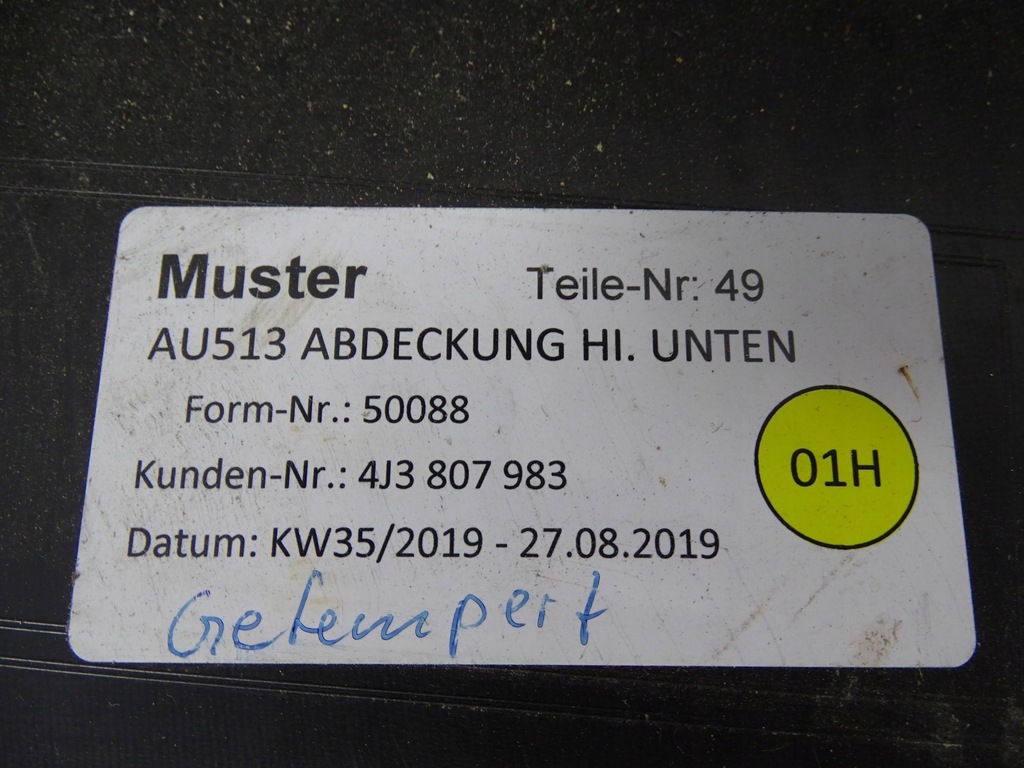 Muster Teile-Nr: 49
AU513 ABDECKUNG HI. UNTEN
Form-Nr.: 50088
Kunden-Nr.: 4J3 807 983
01H
Datum: KW35/2019 - 27.08.2019
Getempert